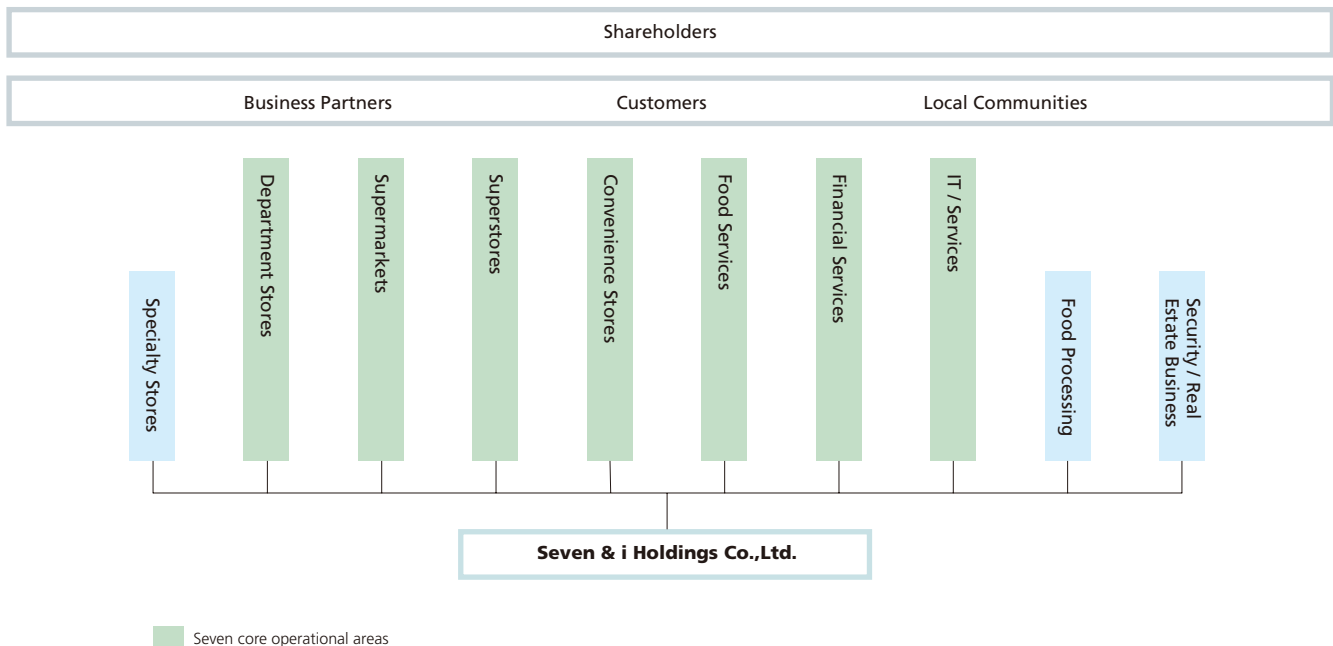 Shareholders
Business Partners
Customers
Local Communities
Specialty Stores
Department Stores
Supermarkets
Superstores
Convenience Stores
Food Services
Financial Services
IT / Services
Food Processing
Security / Real
Estate Business
Seven & i Holdings Co.,Ltd.
Seven core operational areas